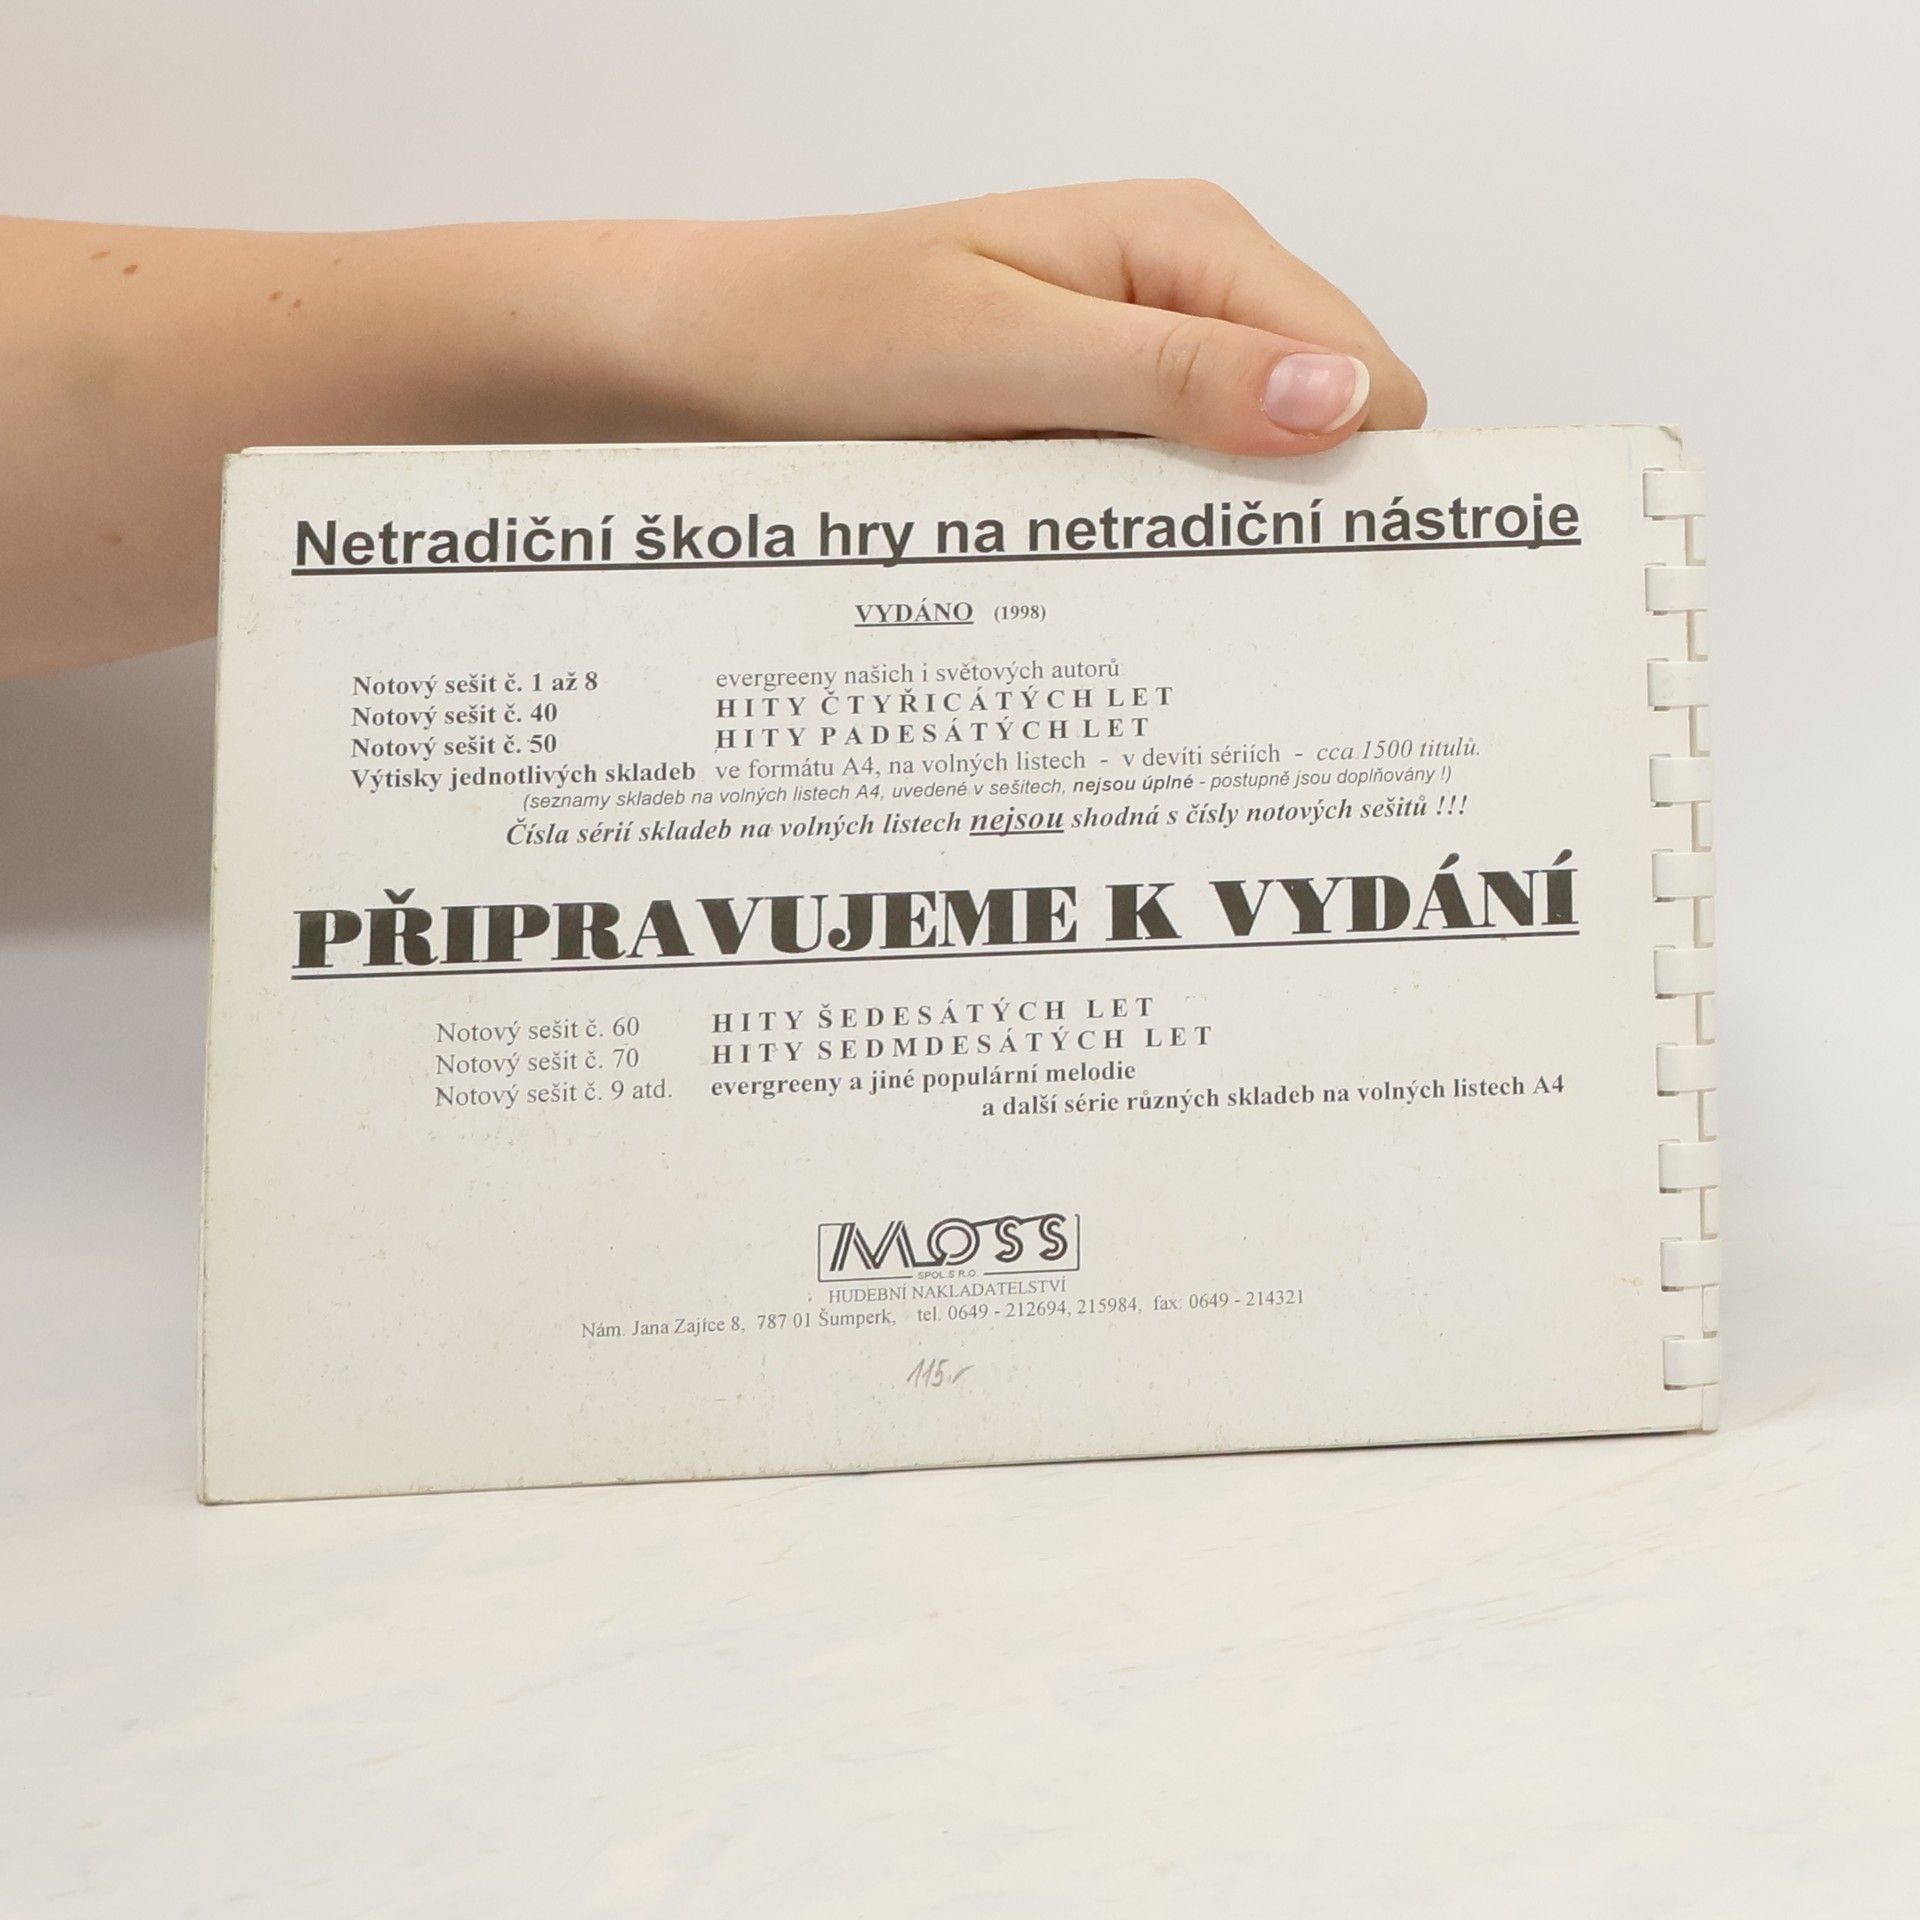 Netradiční škola hry na netradiční nástroje
VYDÁNO (1998)
Notový sešit č. 1 až 8 evergreeny našich i světových autorů
Notový sešit č. 40 HITY ČTYŘICÁTÝCH LET
Notový sešit č. 50 HITY PADESÁTÝCH LET
Výtisky jednotlivých skladeb ve formátu A4, na volných listech - v devíti sériích - cca 1500 titulů.
(seznamy skladeb na volných listech A4, uvedené v sešitech, nejsou úplné - postupně jsou doplňovány !)
Čísla sérií skladeb na volných listech nejsou shodná s čísly notových sešitů !!!
PŘIPRAVUJEME K VYDÁNÍ
Notový sešit č. 60 HITY ŠEDESÁTÝCH LET
Notový sešit č. 70 HITY SEDMDESÁTÝCH LET
Notový sešit č. 9 atd. evergreeny a jiné populární melodie
a další série různých skladeb na volných listech A4
MOSS
SPOL.S R.O.
HUDEBNÍ NAKLADATELSTVÍ
Nám. Jana Zajíce 8, 787 01 Šumperk, tel. 0649 - 212694, 215984, fax: 0649 - 214321
115,-